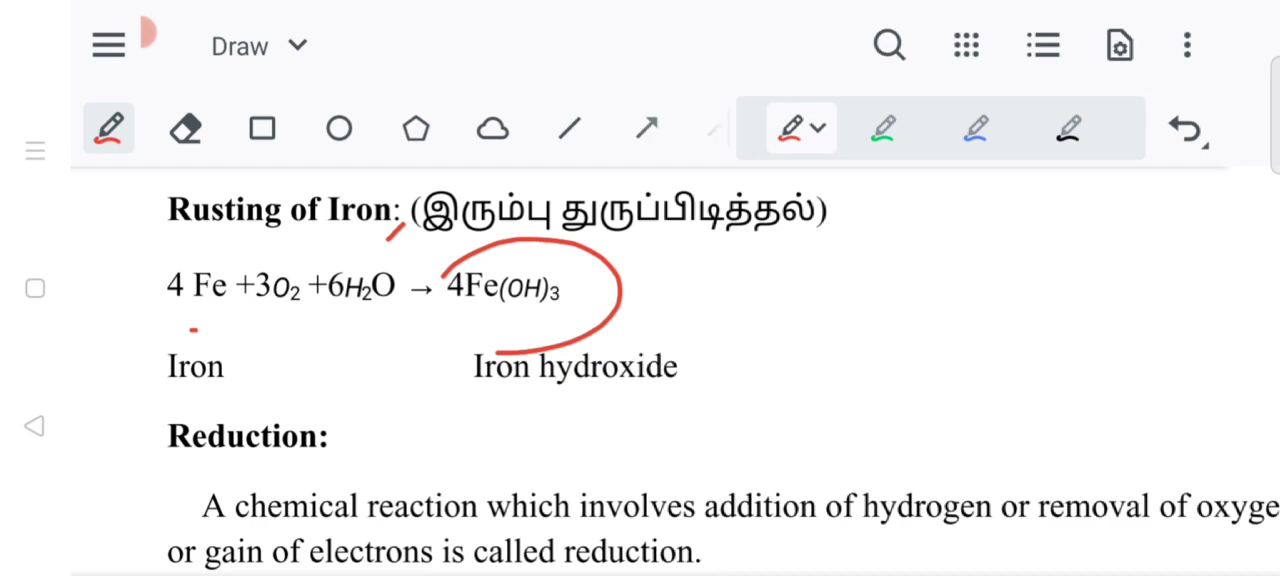 Draw
Rusting of Iron: (இரும்பு துருப்பிடித்தல்)
4 Fe +3O₂ +6H₂O → 4Fe(OH)₃
Iron Iron hydroxide
Reduction:
A chemical reaction which involves addition of hydrogen or removal of oxyge
or gain of electrons is called reduction.